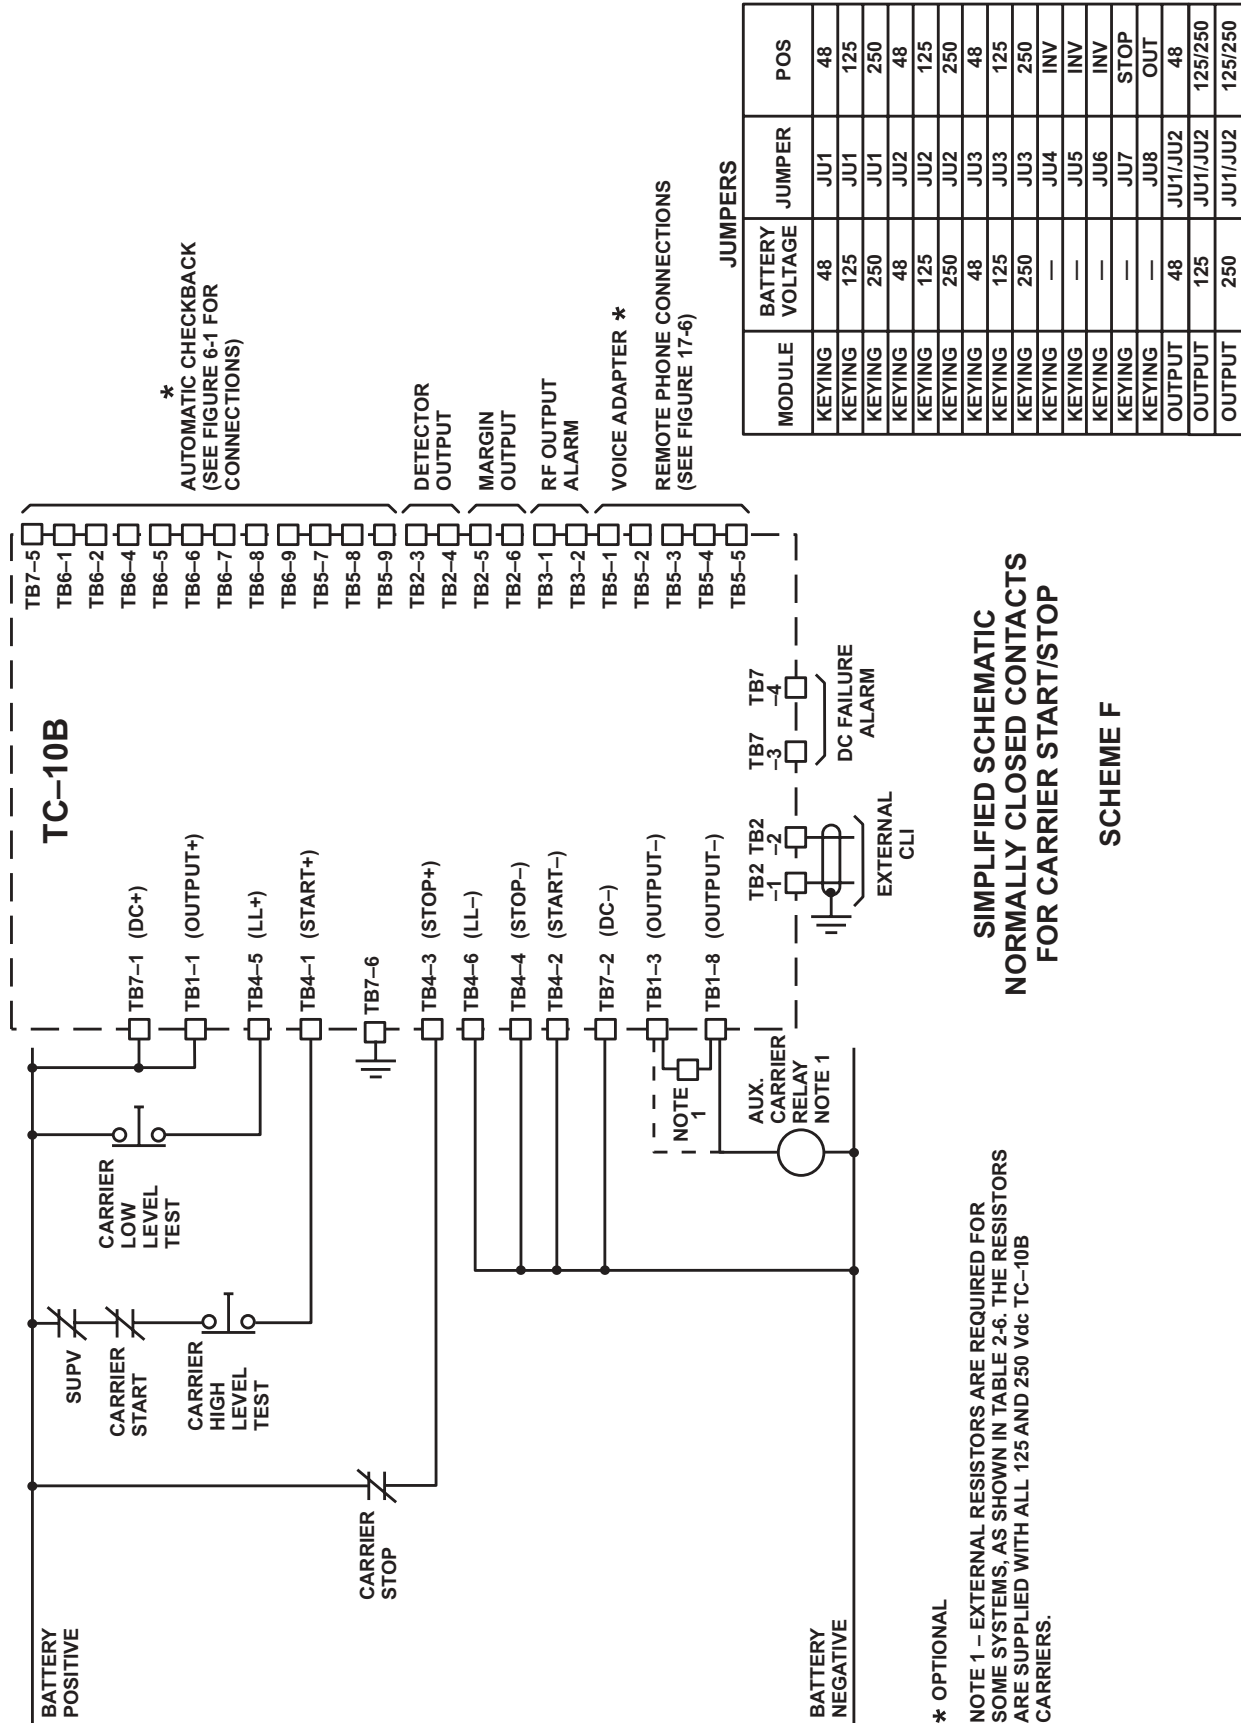 BATTERY
POSITIVE
BATTERY
NEGATIVE
CARRIER
STOP
SUPV
CARRIER
START
CARRIER
HIGH
LEVEL
TEST
CARRIER
LOW
LEVEL
TEST
AUX.
CARRIER
RELAY
NOTE 1
NOTE
1
TC–10B
TB7–1 (DC+)
TB1–1 (OUTPUT+)
TB4–5 (LL+)
TB4–1 (START+)
TB7–6
TB4–3 (STOP+)
TB4–6 (LL–)
TB4–4 (STOP–)
TB4–2 (START–)
TB7–2 (DC–)
TB1–3 (OUTPUT–)
TB1–8 (OUTPUT–)
TB2
–1
TB2
–2
EXTERNAL
CLI
TB7
–3
TB7
–4
DC FAILURE
ALARM
TB7–5
TB6–1
TB6–2
TB6–4
TB6–5
TB6–6
TB6–7
TB6–8
TB6–9
TB5–7
TB5–8
TB5–9
TB2–3
TB2–4
TB2–5
TB2–6
TB3–1
TB3–2
TB5–1
TB5–2
TB5–3
TB5–4
TB5–5
*
AUTOMATIC CHECKBACK
(SEE FIGURE 6-1 FOR
CONNECTIONS)
DETECTOR
OUTPUT
MARGIN
OUTPUT
RF OUTPUT
ALARM
VOICE ADAPTER *
REMOTE PHONE CONNECTIONS
(SEE FIGURE 17-6)
JUMPERS
MODULE BATTERY VOLTAGE JUMPER POS
KEYING 48 JU1 48
KEYING 125 JU1 125
KEYING 250 JU1 250
KEYING 48 JU2 48
KEYING 125 JU2 125
KEYING 250 JU2 250
KEYING 48 JU3 48
KEYING 125 JU3 125
KEYING 250 JU3 250
KEYING — JU4 INV
KEYING — JU5 INV
KEYING — JU6 INV
KEYING — JU7 STOP
KEYING — JU8 OUT
OUTPUT 48 JU1/JU2 48
OUTPUT 125 JU1/JU2 125/250
OUTPUT 250 JU1/JU2 125/250
* OPTIONAL
NOTE 1 – EXTERNAL RESISTORS ARE REQUIRED FOR
SOME SYSTEMS, AS SHOWN IN TABLE 2-6. THE RESISTORS
ARE SUPPLIED WITH ALL 125 AND 250 Vdc TC–10B
CARRIERS.
SIMPLIFIED SCHEMATIC
NORMALLY CLOSED CONTACTS
FOR CARRIER START/STOP
SCHEME F